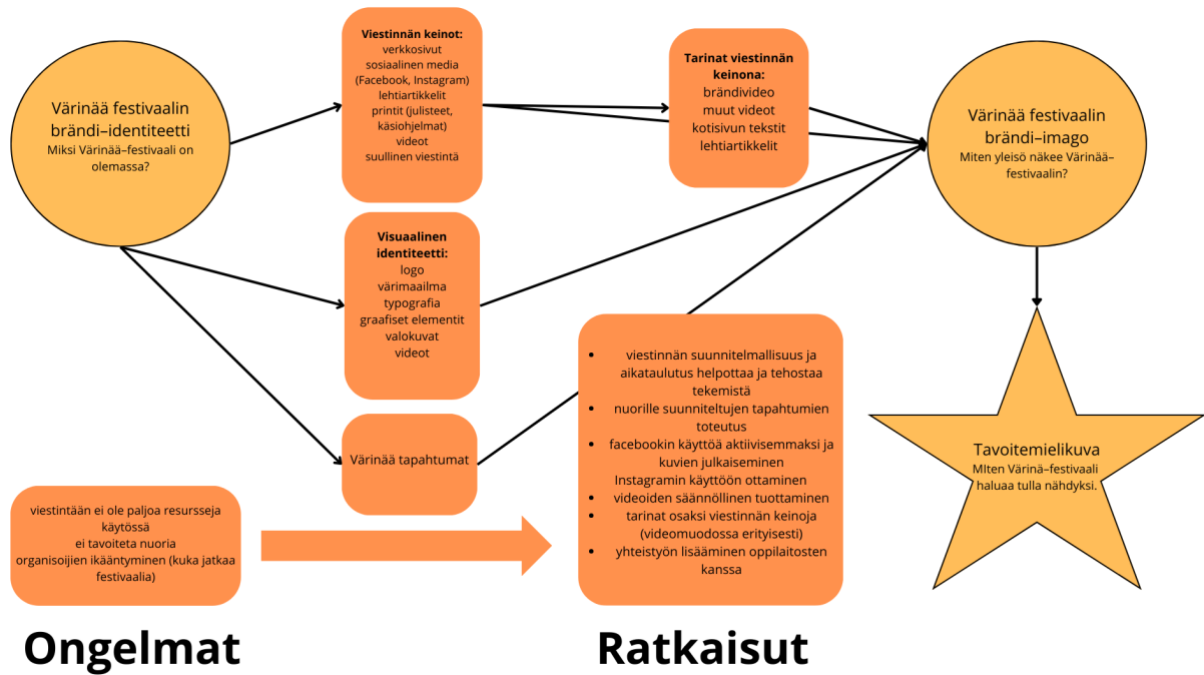 Värinää festivaalin
brändi–identiteetti
Miksi Värinää–festivaali on
olemassa?
Viestinnän keinot:
verkkosivut
sosiaalinen media
(Facebook, Instagram)
lehtiartikkelit
printit (julisteet,
käsiohjelmat)
videot
suullinen viestintä
Tarinat viestinnän
keinona:
brändivideo
muut videot
kotisivun tekstit
lehtiartikkelit
Värinää festivaalin
brändi–imago
Miten yleisö näkee Värinää–
festivaalin?
Visuaalinen
identiteetti:
logo
värimaailma
typografia
graafiset elementit
valokuvat
videot
Värinää tapahtumat
Tavoitemielikuva
MIten Värinä–festivaali
haluaa tulla nähdyksi.
viestintään ei ole paljoa resursseja
käytössä
ei tavoiteta nuoria
organisoijien ikääntyminen (kuka jatkaa
festivaalia)
• viestinnän suunnitelmallisuus ja
aikataulutus helpottaa ja tehostaa
tekemistä
• nuorille suunniteltujen tapahtumien
toteutus
• facebookin käyttöä aktiivisemmaksi ja
kuvien julkaiseminen
Instagramin käyttöön ottaminen
• videoiden säännöllinen tuottaminen
• tarinat osaksi viestinnän keinoja
(videomuodossa erityisesti)
• yhteistyön lisääminen oppilaitosten
kanssa
Ongelmat
Ratkaisut